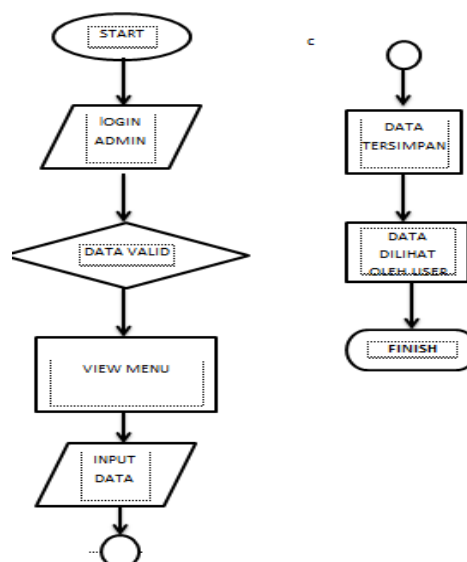 START
lOGIN
ADMIN
DATA VALID
VIEW MENU
INPUT
DATA
c
DATA
TERSIMPAN
DATA
DILIHAT
OLEH USER
FINISH